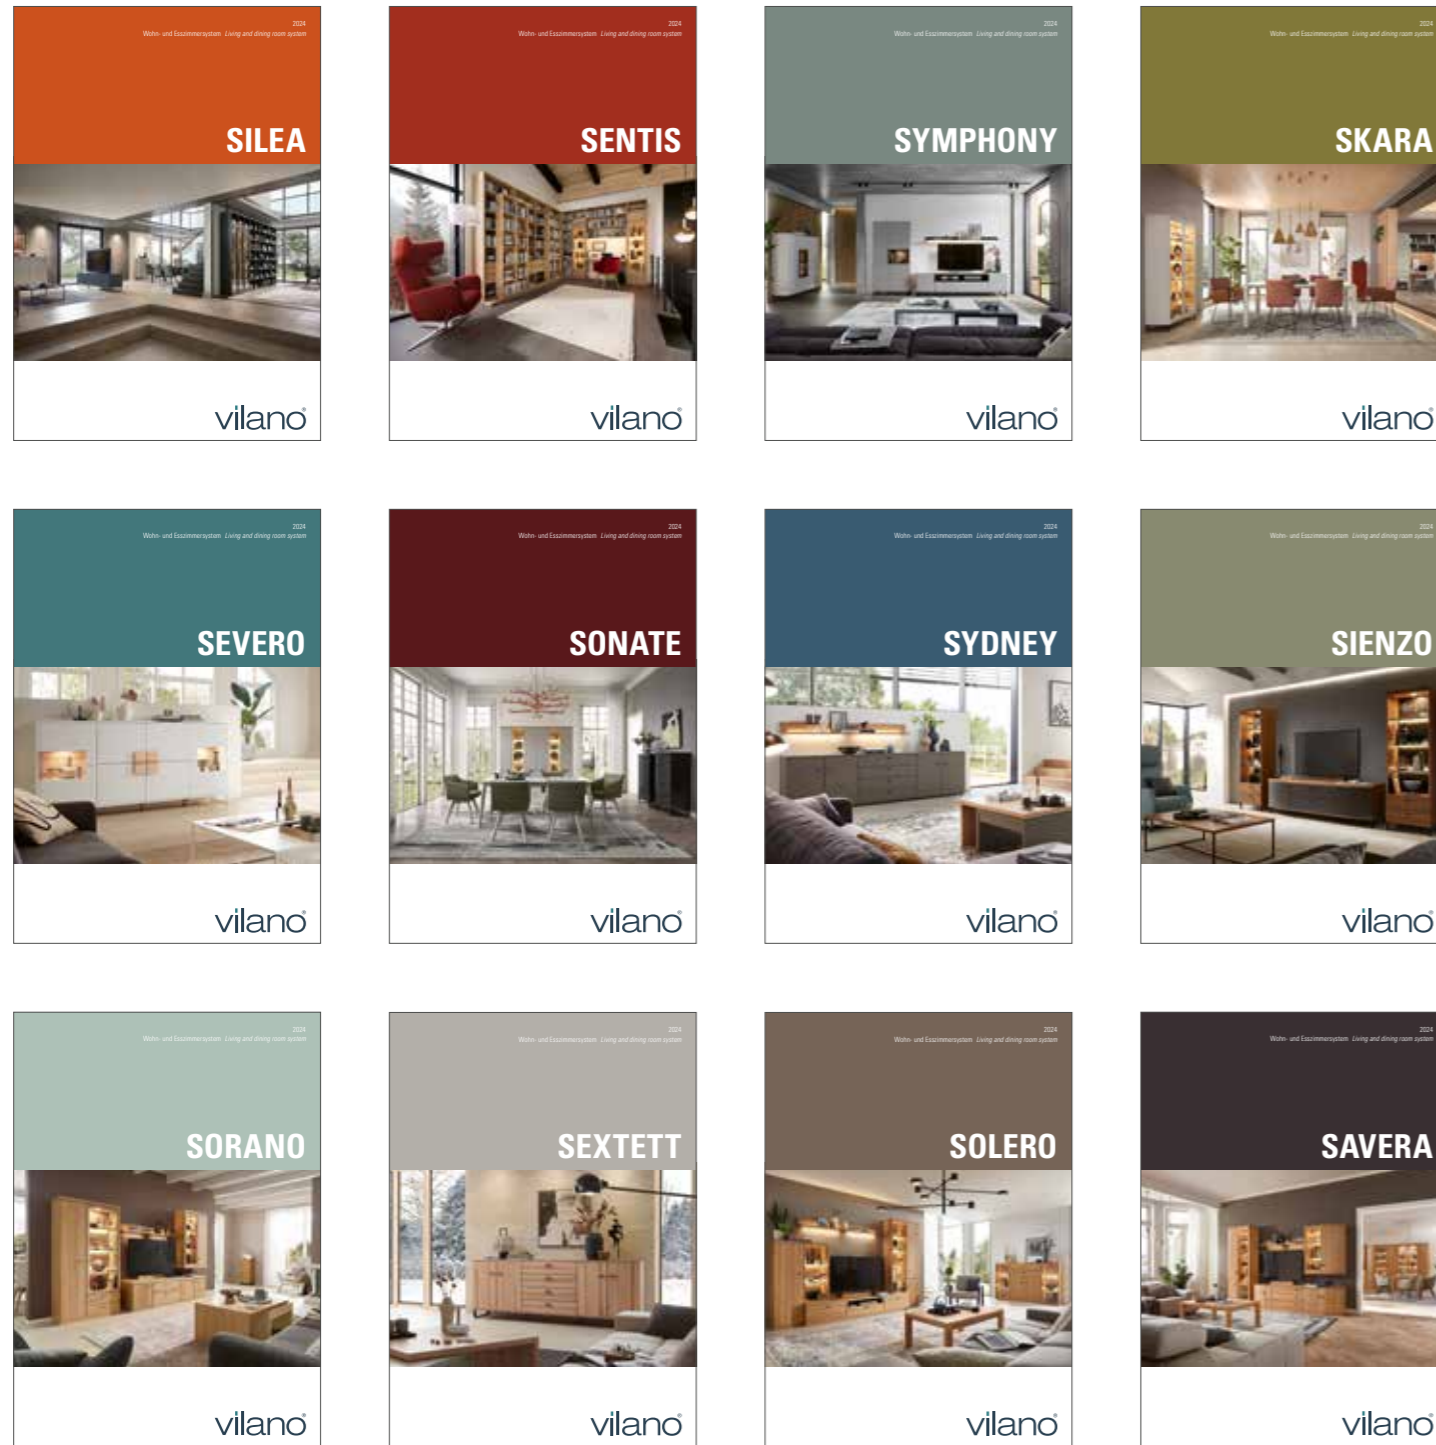 2024
Wohn- und Esszimmersystem Living and dining room system
SILEA
vilano®
2024
Wohn- und Esszimmersystem Living and dining room system
SENTIS
vilano®
2024
Wohn- und Esszimmersystem Living and dining room system
SYMPHONY
vilano®
2024
Wohn- und Esszimmersystem Living and dining room system
SKARA
vilano®
2024
Wohn- und Esszimmersystem Living and dining room system
SEVERO
vilano®
2024
Wohn- und Esszimmersystem Living and dining room system
SONATE
vilano®
2024
Wohn- und Esszimmersystem Living and dining room system
SYDNEY
vilano®
2024
Wohn- und Esszimmersystem Living and dining room system
SIENZO
vilano®
2024
Wohn- und Esszimmersystem Living and dining room system
SORANO
vilano®
2024
Wohn- und Esszimmersystem Living and dining room system
SEXTETT
vilano®
2024
Wohn- und Esszimmersystem Living and dining room system
SOLERO
vilano®
2024
Wohn- und Esszimmersystem Living and dining room system
SAVERA
vilano®